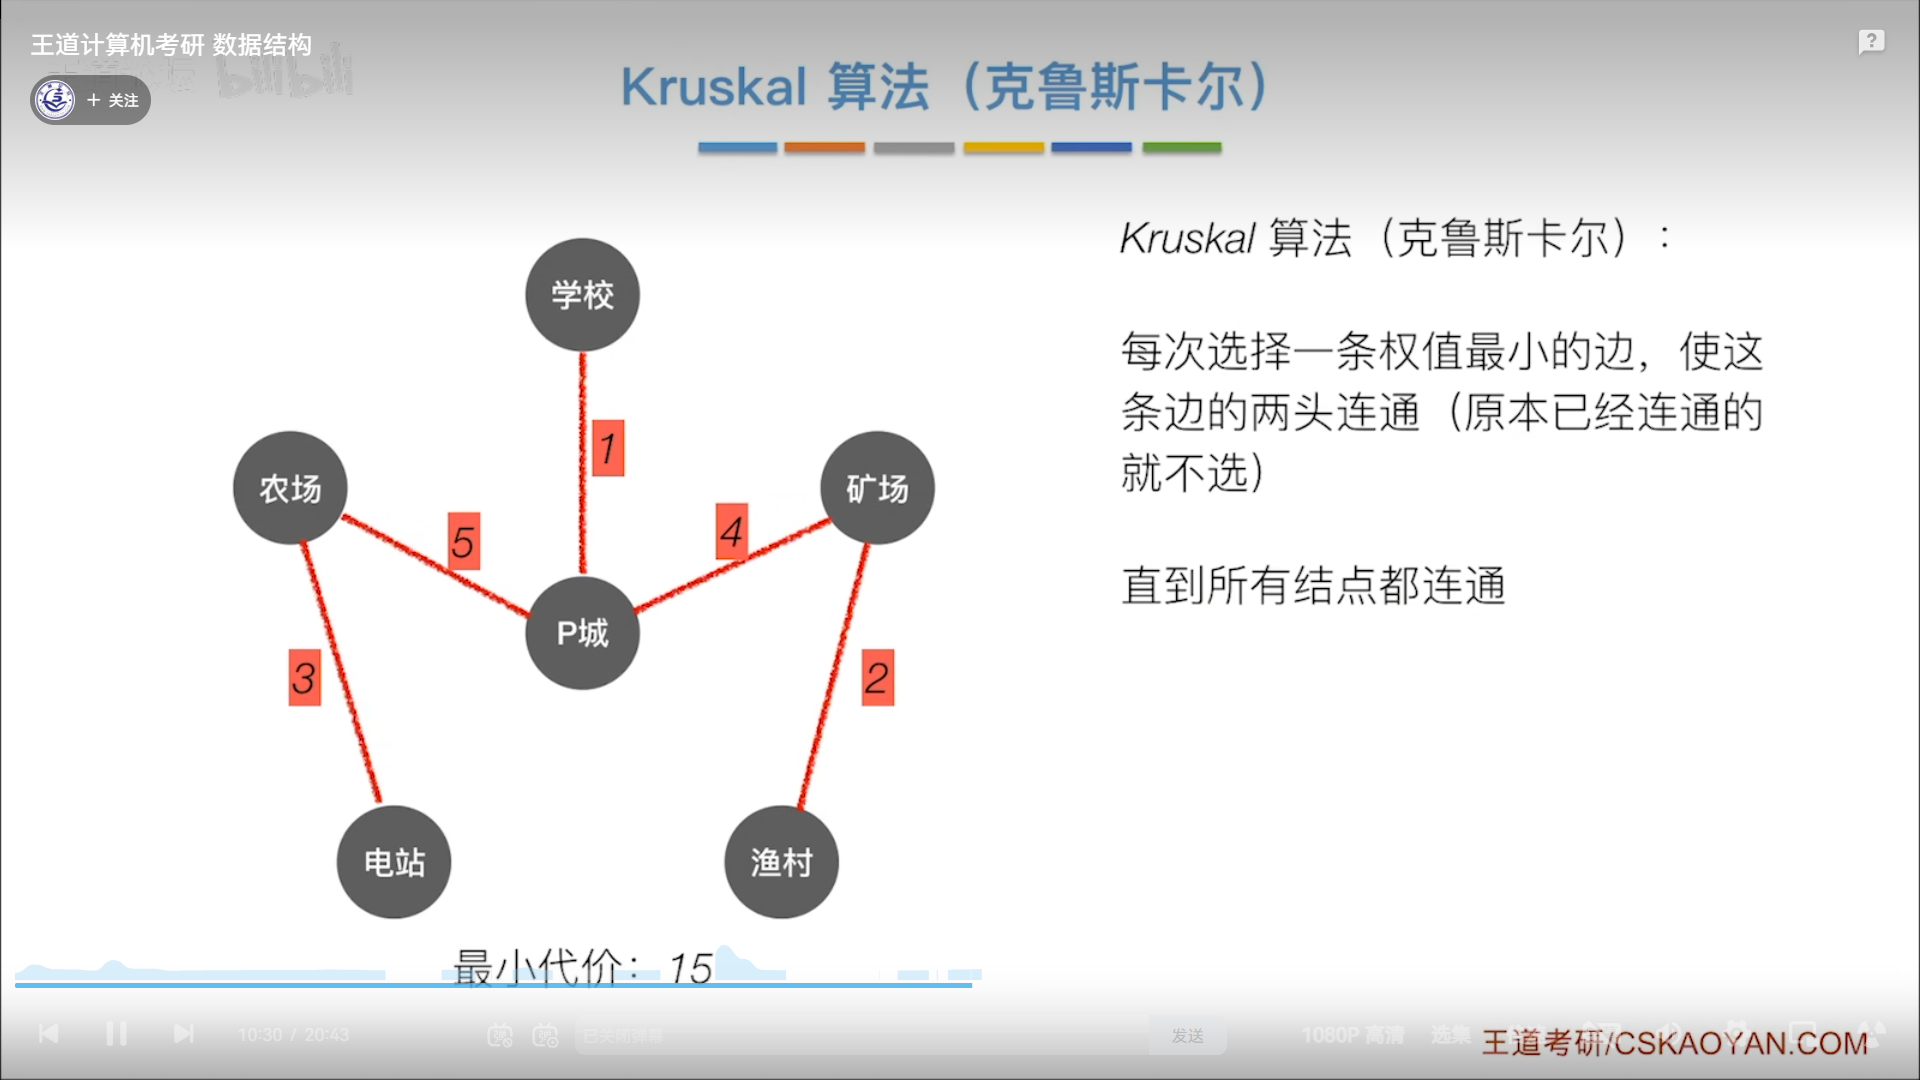 王道计算机考研 数据结构
bilibili
+ 关注
Kruskal 算法（克鲁斯卡尔）
Kruskal 算法（克鲁斯卡尔）：
每次选择一条权值最小的边，使这
条边的两头连通（原本已经连通的
就不选）
直到所有结点都连通
学校
1
农场
矿场
5
4
P城
3
2
电站
渔村
最小代价：15
10:30 / 20:43
已关闭弹幕
发送
1080P 高清
选集
王道考研/CSKAOYAN.COM